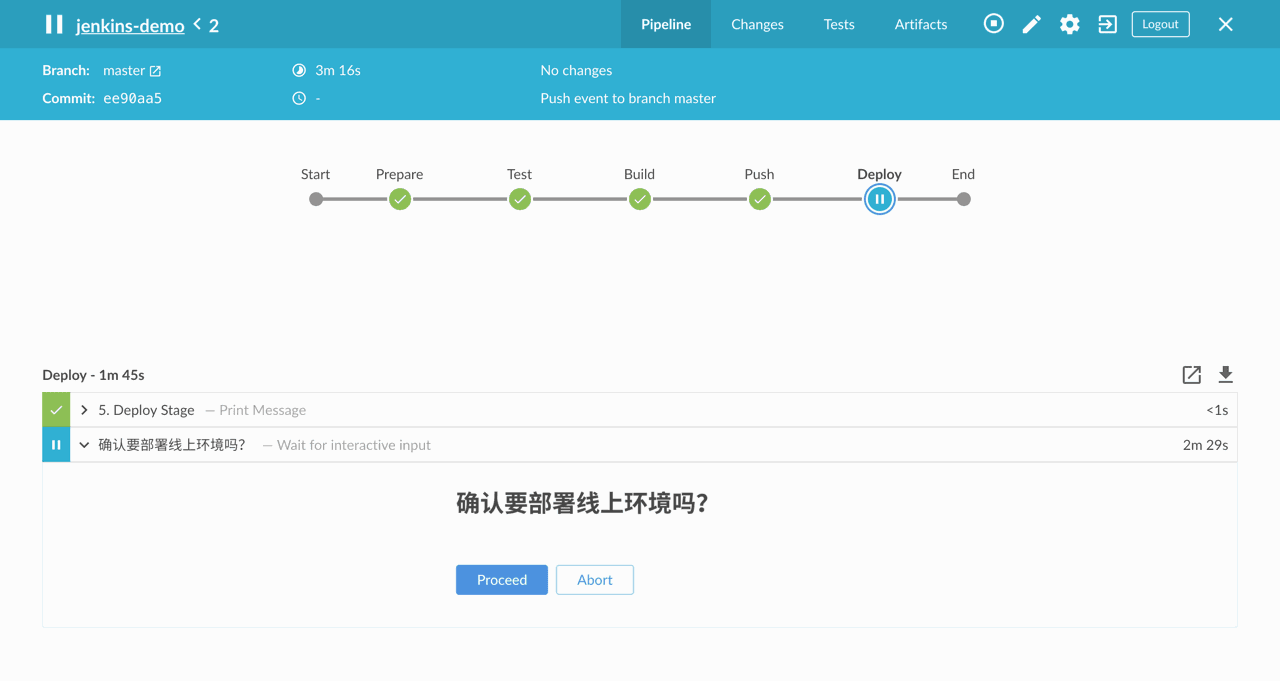 jenkins-demo < 2 Pipeline Changes Tests Artifacts Logout
Branch: master 3m 16s No changes
Commit: ee90aa5 - Push event to branch master
Start Prepare Test Build Push Deploy End
Deploy - 1m 45s
5. Deploy Stage — Print Message <1s
确认要部署线上环境吗? — Wait for interactive input 2m 29s
确认要部署线上环境吗?
Proceed Abort